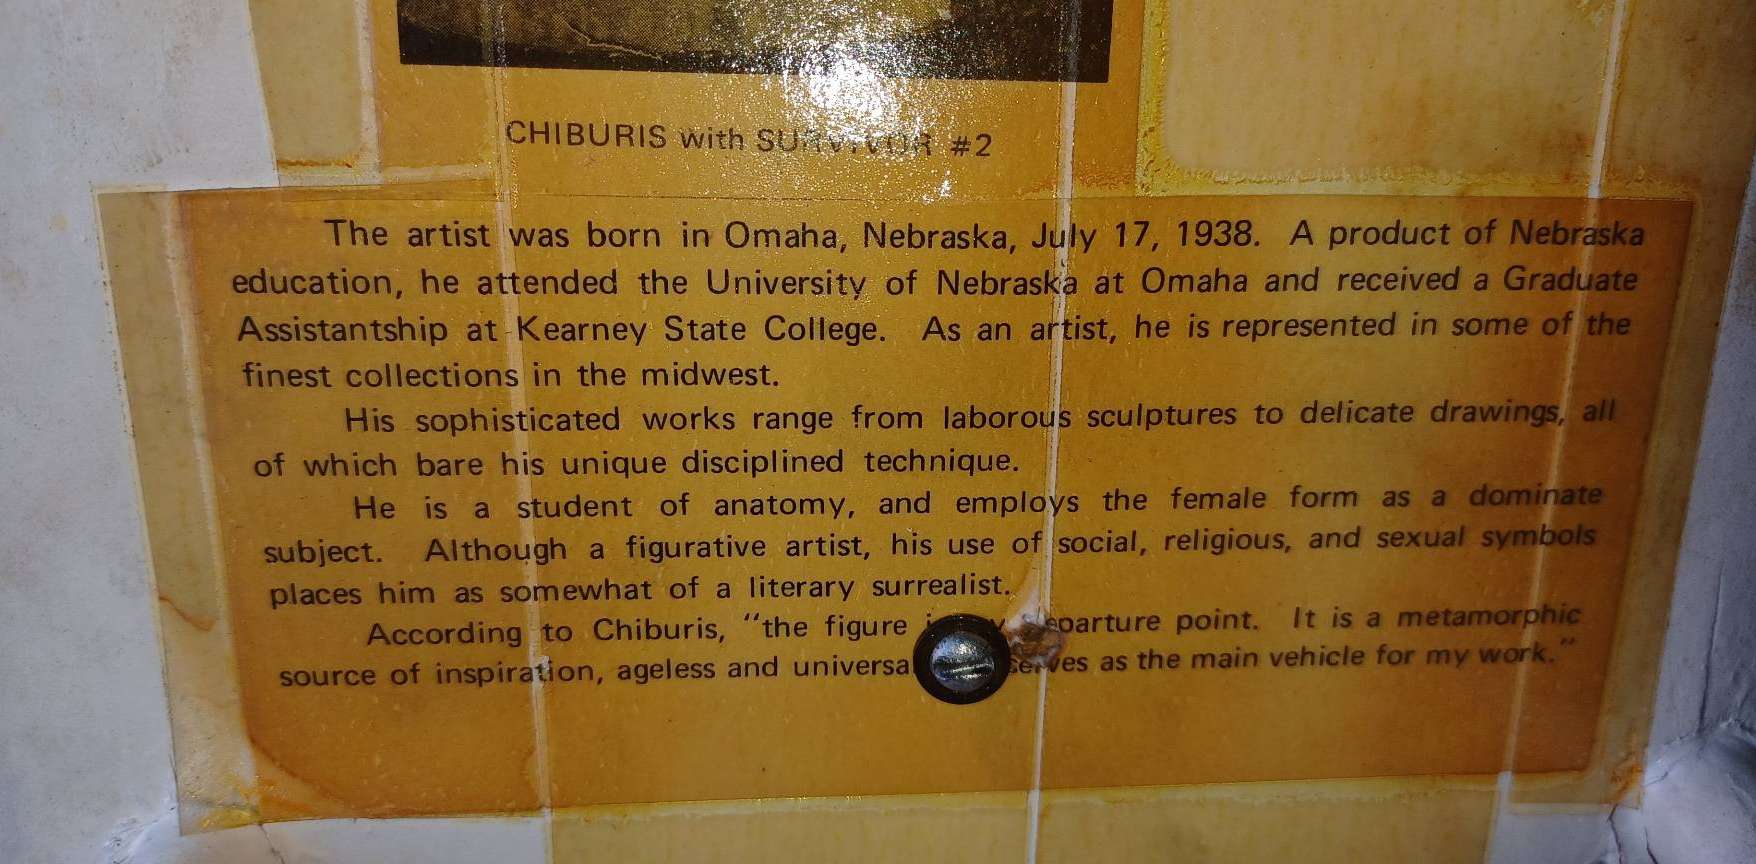 CHIBURIS with SURVIVOR #2
The artist was born in Omaha, Nebraska, July 17, 1938. A product of Nebraska
education, he attended the University of Nebraska at Omaha and received a Graduate
Assistantship at Kearney State College. As an artist, he is represented in some of the
finest collections in the midwest.
His sophisticated works range from laborous sculptures to delicate drawings, all
of which bare his unique disciplined technique.
He is a student of anatomy, and employs the female form as a dominate
subject. Although a figurative artist, his use of social, religious, and sexual symbols
places him as somewhat of a literary surrealist.
According to Chiburis, "the figure point. It is a metamorphic
source of inspiration, ageless and as the main vehicle for my work."